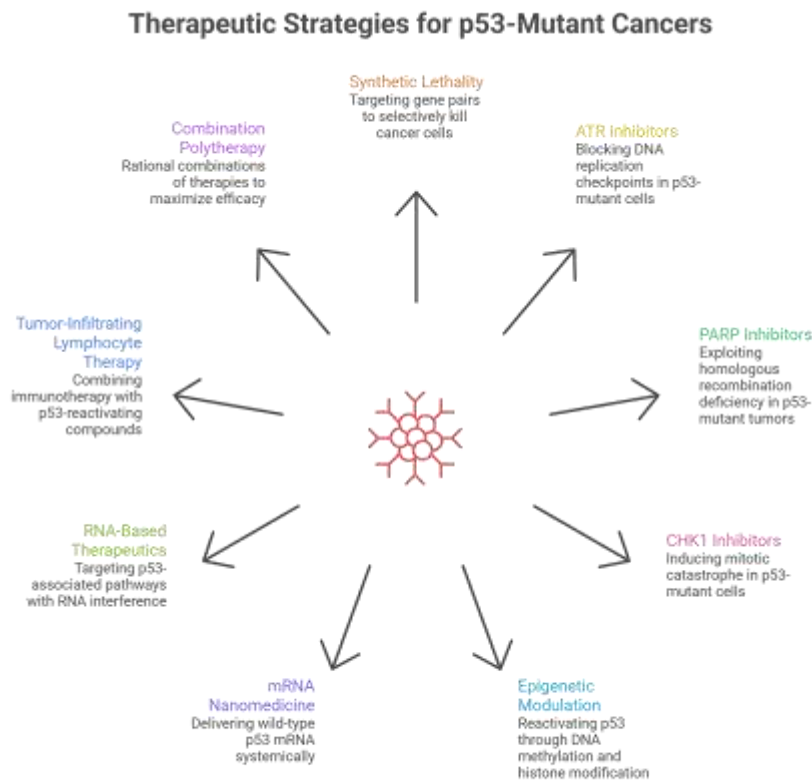 Therapeutic Strategies for p53-Mutant Cancers
Synthetic Lethality
Targeting gene pairs
to selectively kill
cancer cells
ATR Inhibitors
Blocking DNA
replication
checkpoints in p53-
mutant cells
PARP Inhibitors
Exploiting
homologous
recombination
deficiency in p53-
mutant tumors
CHK1 Inhibitors
Inducing mitotic
catastrophe in p53-
mutant cells
Epigenetic
Modulation
Reactivating p53
through DNA
methylation and
histone modification
mRNA
Nanomedicine
Delivering wild-type
p53 mRNA
systemically
RNA-Based
Therapeutics
Targeting p53-
associated pathways
with RNA interference
Tumor-Infiltrating
Lymphocyte
Therapy
Combining
immunotherapy with
p53-reactivating
compounds
Combination
Polytherapy
Rational combinations
of therapies to
maximize efficacy